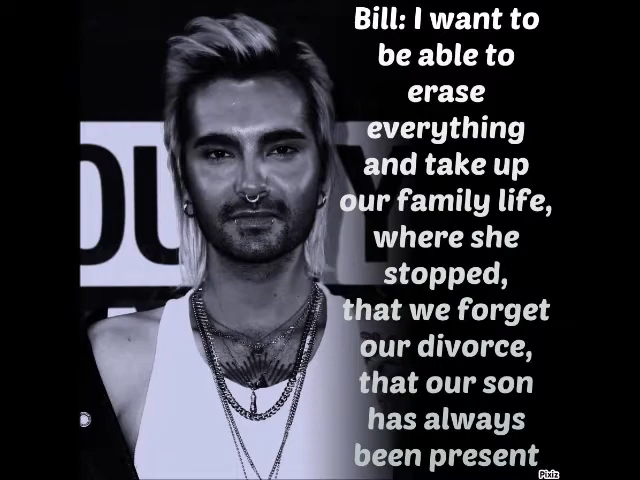 Bill: I want to
be able to
erase
everything
and take up
our family life,
where she
stopped,
that we forget
our divorce,
that our son
has always
been present
Pixiz